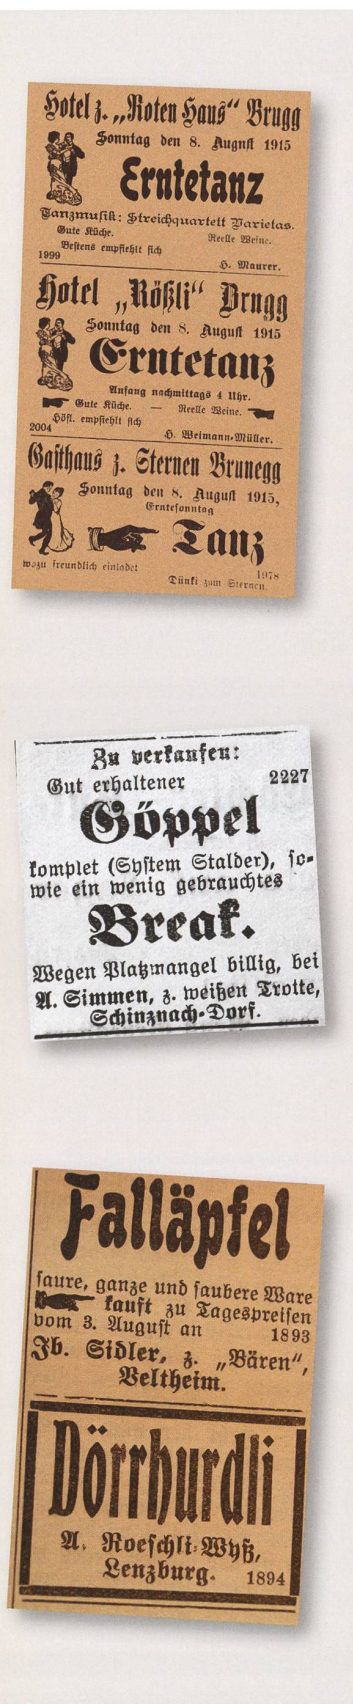 Hotel z. „Roten Haus“ Brugg
Sonntag den 8. August 1915
Erntetanz
Tanzmusik: Streichquartett Varietas.
Gute Küche. Reelle Weine.
Bestens empfiehlt sich
1999 H. Maurer.
Hotel „Rößli“ Brugg
Sonntag den 8. August 1915
Erntetanz
Anfang nachmittags 4 Uhr.
Gute Küche. — Reelle Weine.
Höfl. empfiehlt sich
2004 H. Weimann-Müller.
Gasthaus z. Sternen Brunegg
Sonntag den 8. August 1915,
Erntesonntag
Tanz
wozu freundlich einladet 1978
Dünki zum Sternen.
Zu verkaufen:
Gut erhaltener 2227
Göppel
komplet (System Stalder), so-
wie ein wenig gebrauchtes
Break.
Wegen Platzmangel billig, bei
A. Simmen, z. weißen Trotte,
Schinznach-Dorf.
Falläpfel
saure, ganze und saubere Ware
kauft zu Tagespreisen
vom 3. August an 1893
Jb. Sidler, z. „Bären“,
Veltheim.
Dörrhurdli
A. Roeschli-Wyß,
Lenzburg. 1894